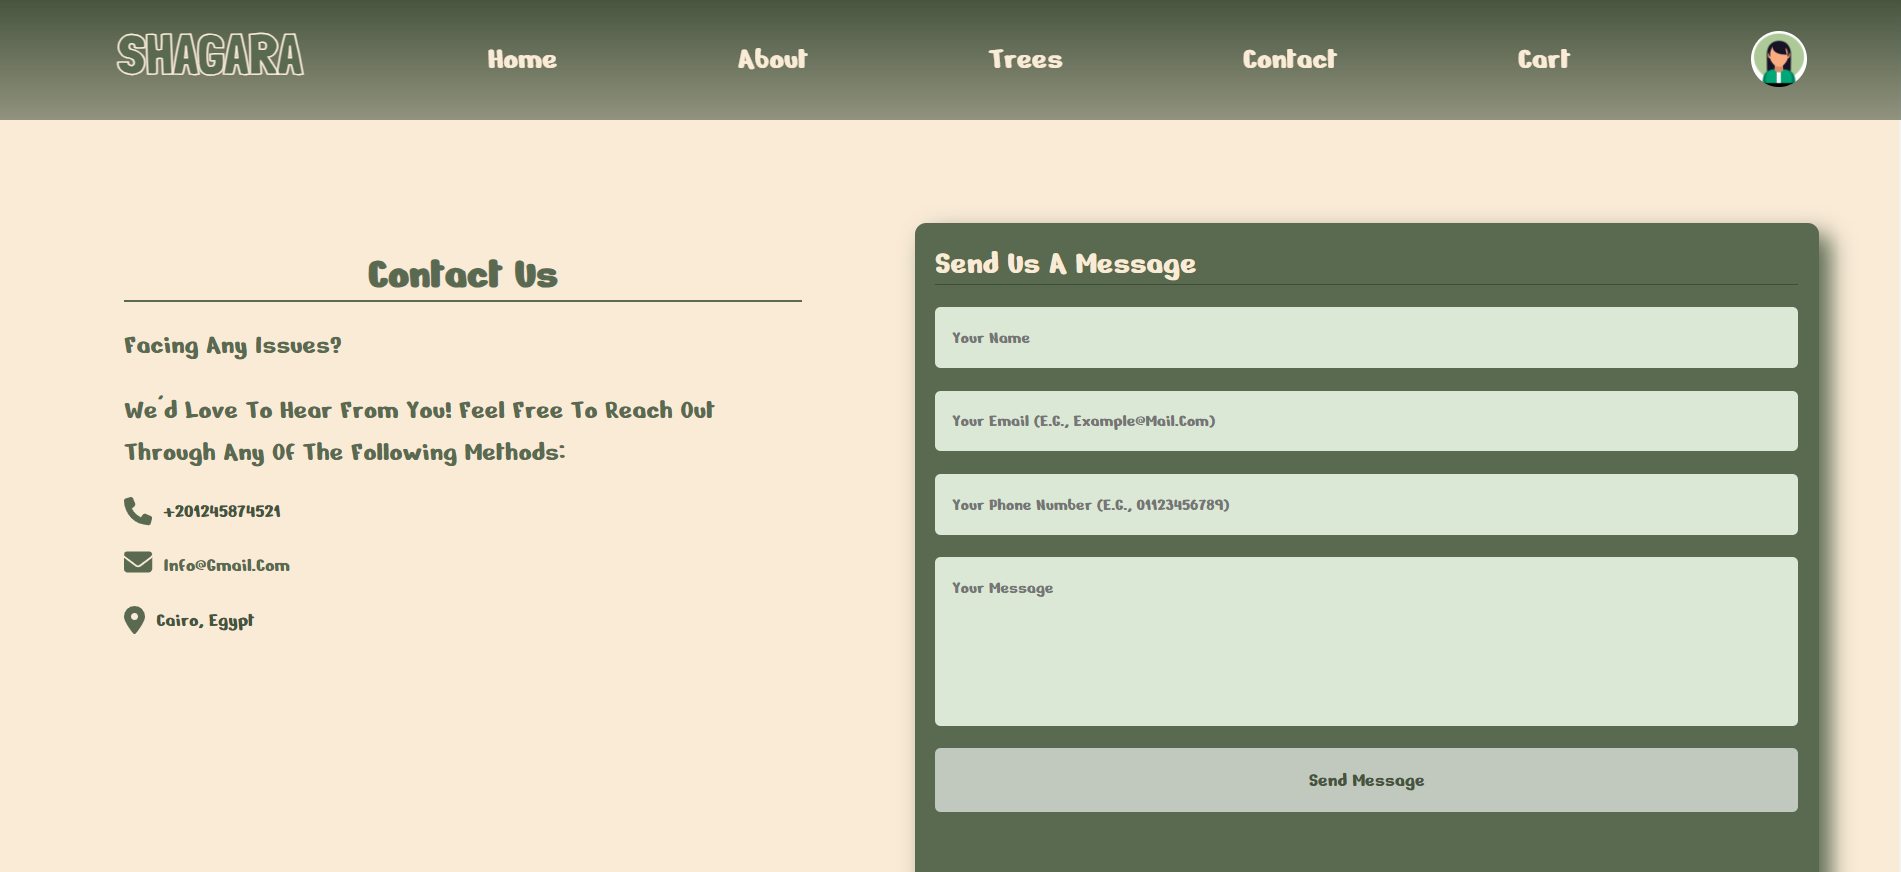 SHAGARA
Home
About
Trees
Contact
Cart
Contact Us
Facing Any Issues?
We'd Love To Hear From You! Feel Free To Reach Out
Through Any Of The Following Methods:
+201245874521
Info@Gmail.Com
Cairo, Egypt
Send Us A Message
Your Name
Your Email (E.G., Example@Mail.Com)
Your Phone Number (E.G., 01123456789)
Your Message
Send Message